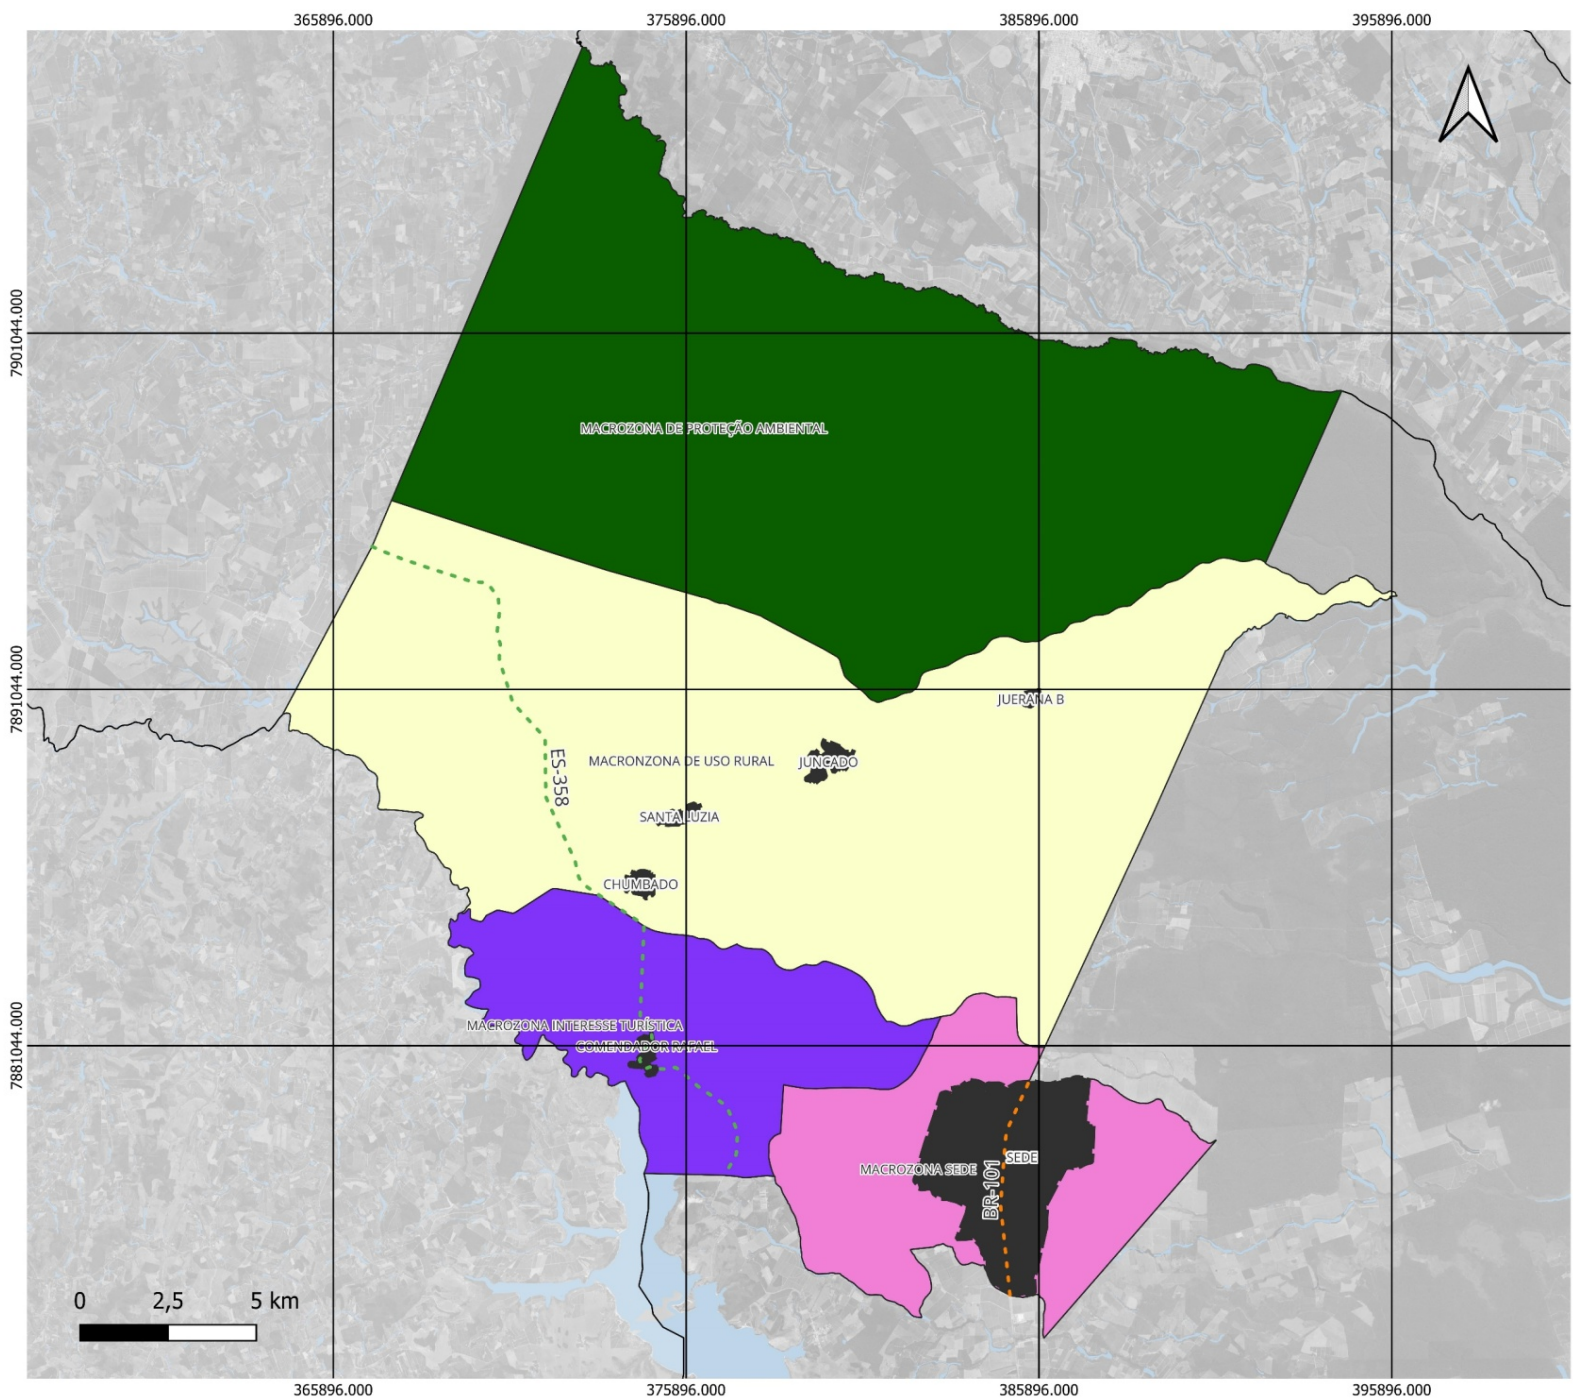 365896.000 375896.000 385896.000 395896.000
7901044.000
MACROZONA DE PROTEÇÃO AMBIENTAL
7891044.000
JUERANA B
ES-358
MACRONZONA DE USO RURAL
JUNCADO
SANTA LUZIA
CHUMBADO
7881044.000
MACROZONA INTERESSE TURÍSTICA
COMENDADOR RAFAEL
SEDE
MACROZONA SEDE
BR-101
0 2,5 5 km
365896.000 375896.000 385896.000 395896.000